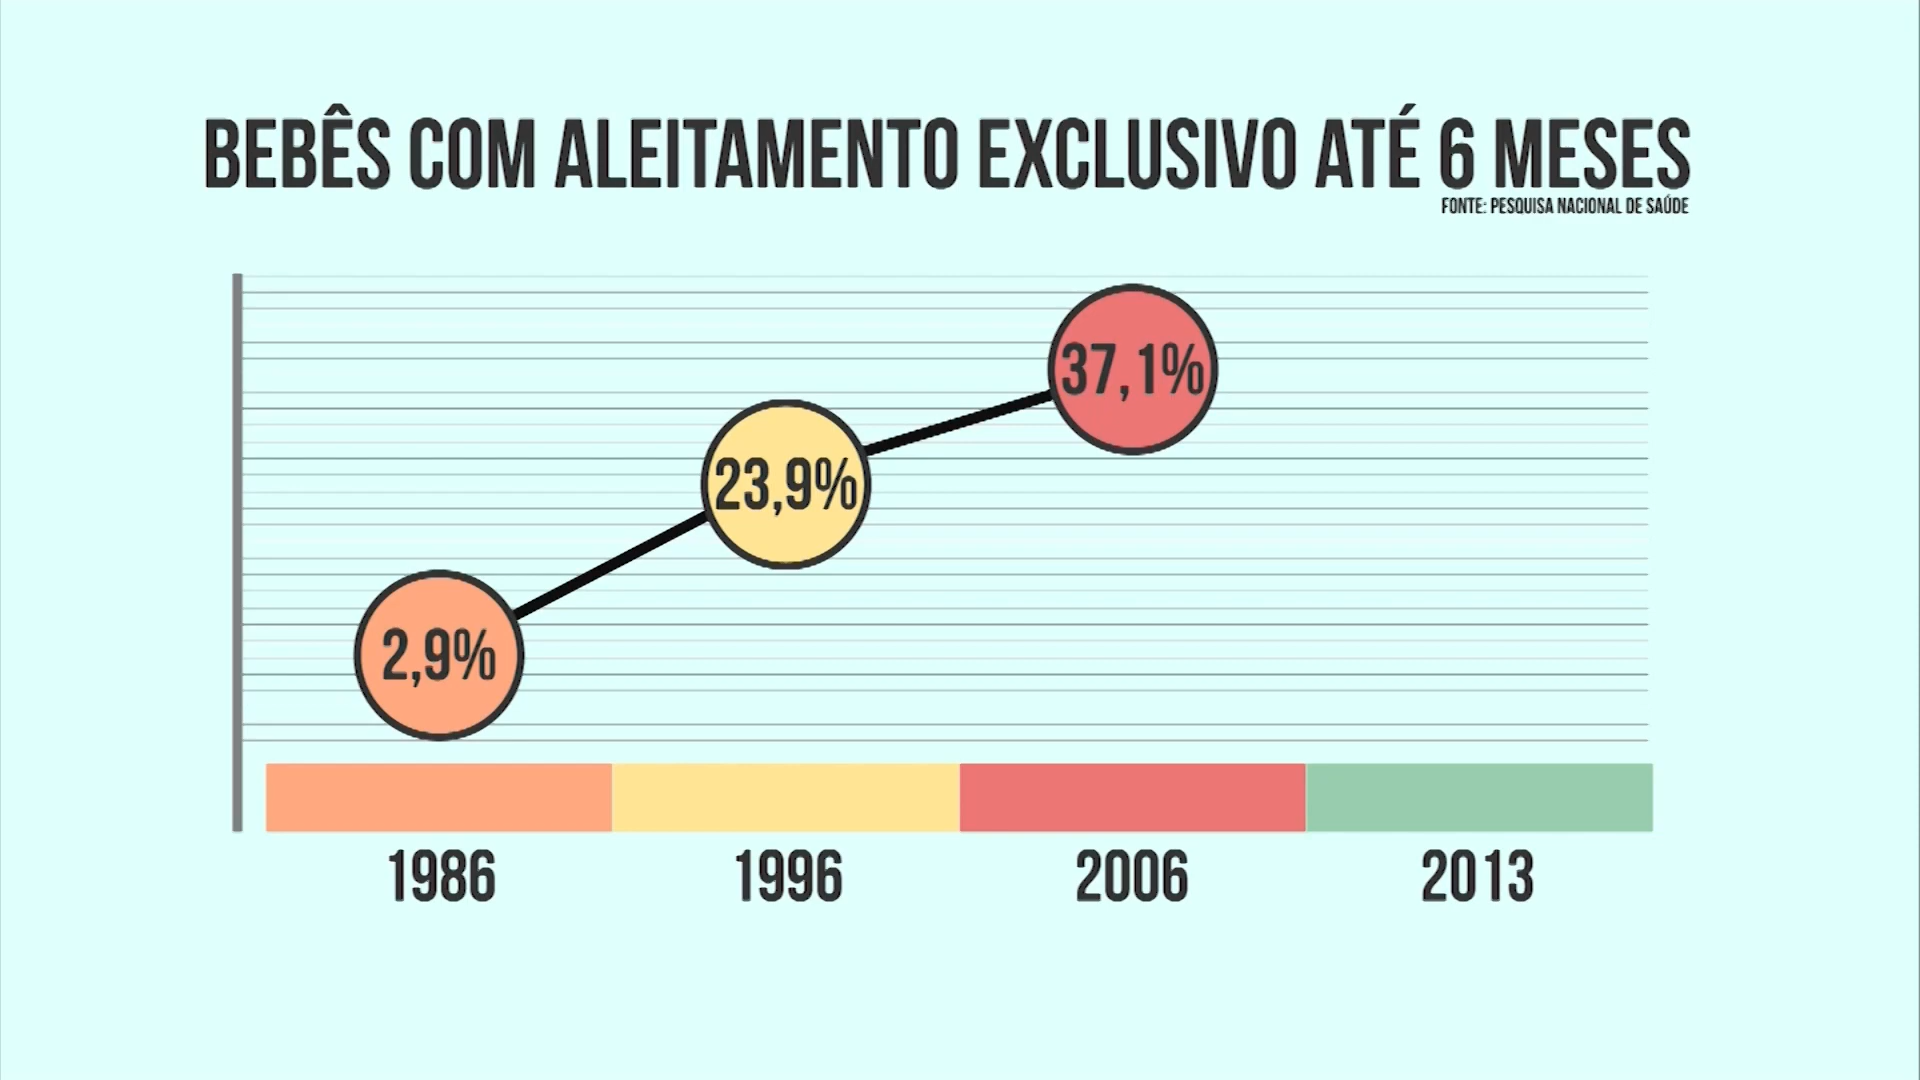 BEBÊS COM ALEITAMENTO EXCLUSIVO ATÉ 6 MESES
FONTE: PESQUISA NACIONAL DE SAÚDE
37,1%
23,9%
2,9%
1986 1996 2006 2013